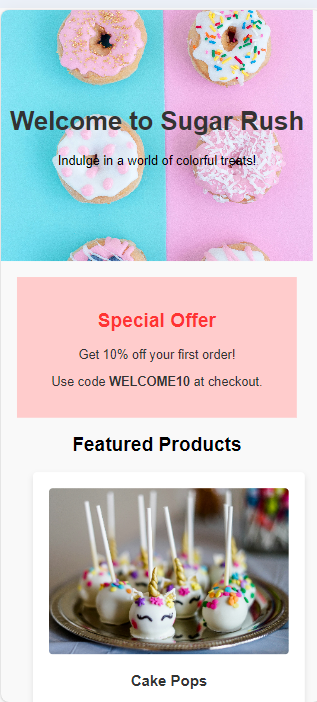 Welcome to Sugar Rush
Indulge in a world of colorful treats!
Special Offer
Get 10% off your first order!
Use code WELCOME10 at checkout.
Featured Products
Cake Pops